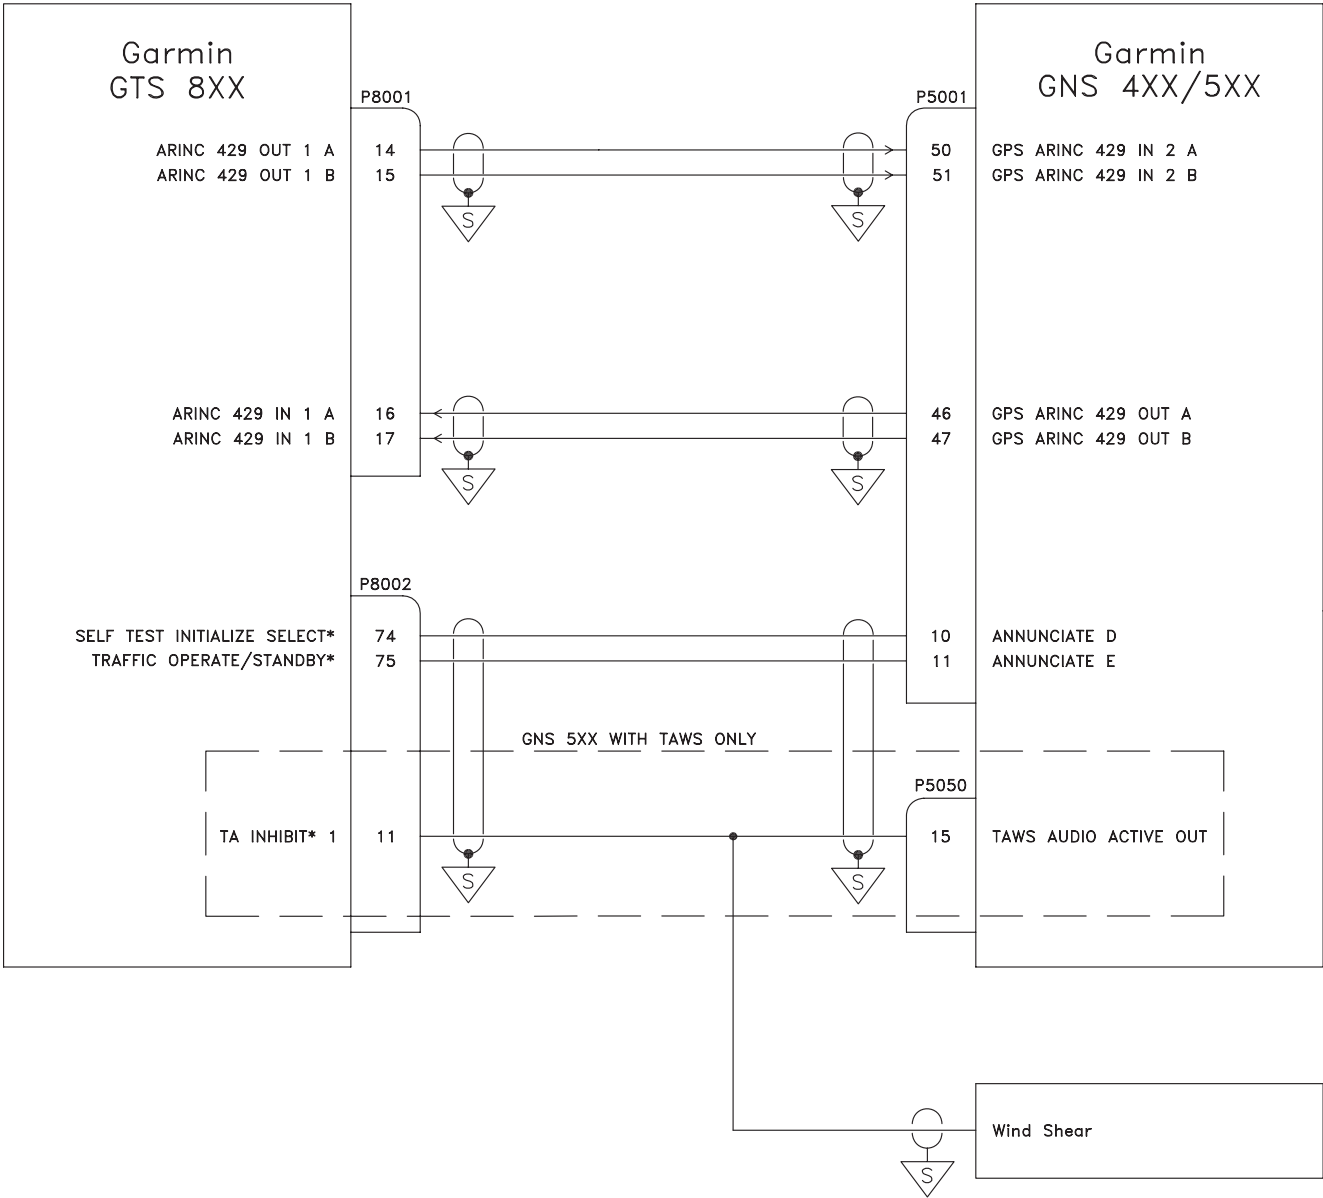 Garmin
GTS 8XX
Garmin
GNS 4XX/5XX
P8001
P5001
ARINC 429 OUT 1 A 14 50 GPS ARINC 429 IN 2 A
ARINC 429 OUT 1 B 15 51 GPS ARINC 429 IN 2 B
S S
ARINC 429 IN 1 A 16 46 GPS ARINC 429 OUT A
ARINC 429 IN 1 B 17 47 GPS ARINC 429 OUT B
S S
P8002
SELF TEST INITIALIZE SELECT* 74 10 ANNUNCIATE D
TRAFFIC OPERATE/STANDBY* 75 11 ANNUNCIATE E
GNS 5XX WITH TAWS ONLY
P5050
TA INHIBIT* 1 11 15 TAWS AUDIO ACTIVE OUT
S S
Wind Shear
S